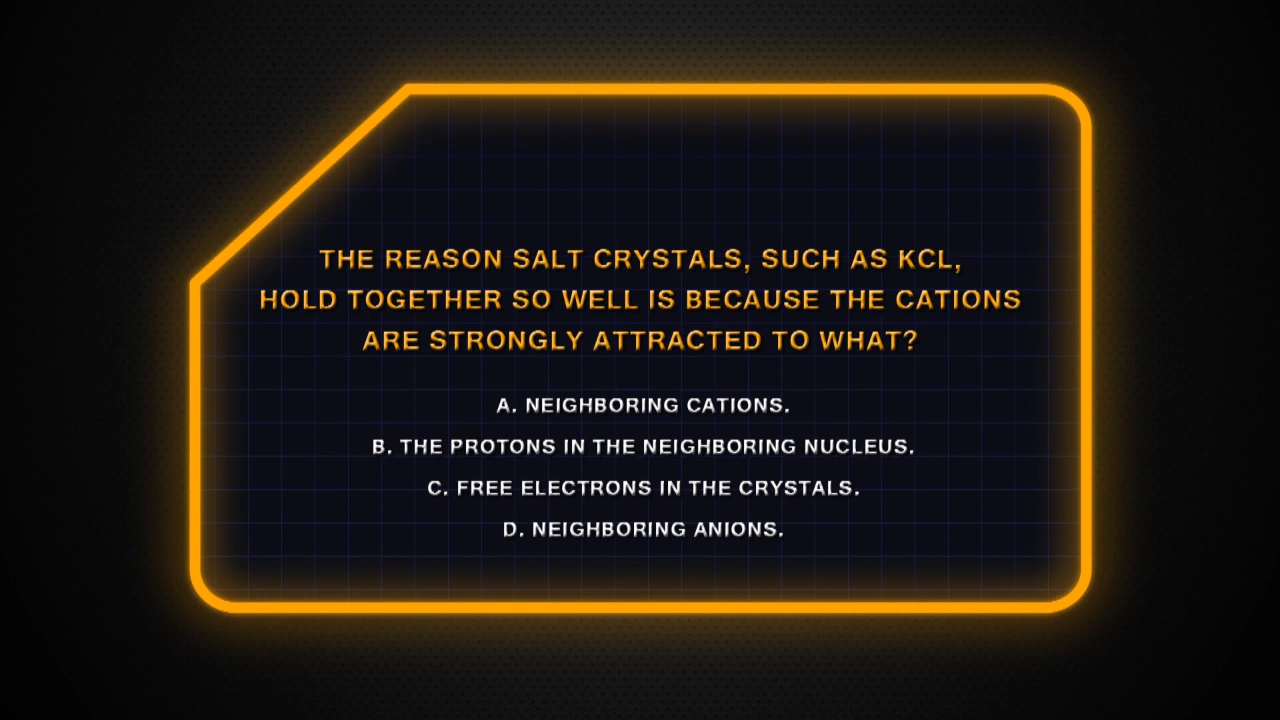 THE REASON SALT CRYSTALS, SUCH AS KCL,
HOLD TOGETHER SO WELL IS BECAUSE THE CATIONS
ARE STRONGLY ATTRACTED TO WHAT?
A. NEIGHBORING CATIONS.
B. THE PROTONS IN THE NEIGHBORING NUCLEUS.
C. FREE ELECTRONS IN THE CRYSTALS.
D. NEIGHBORING ANIONS.